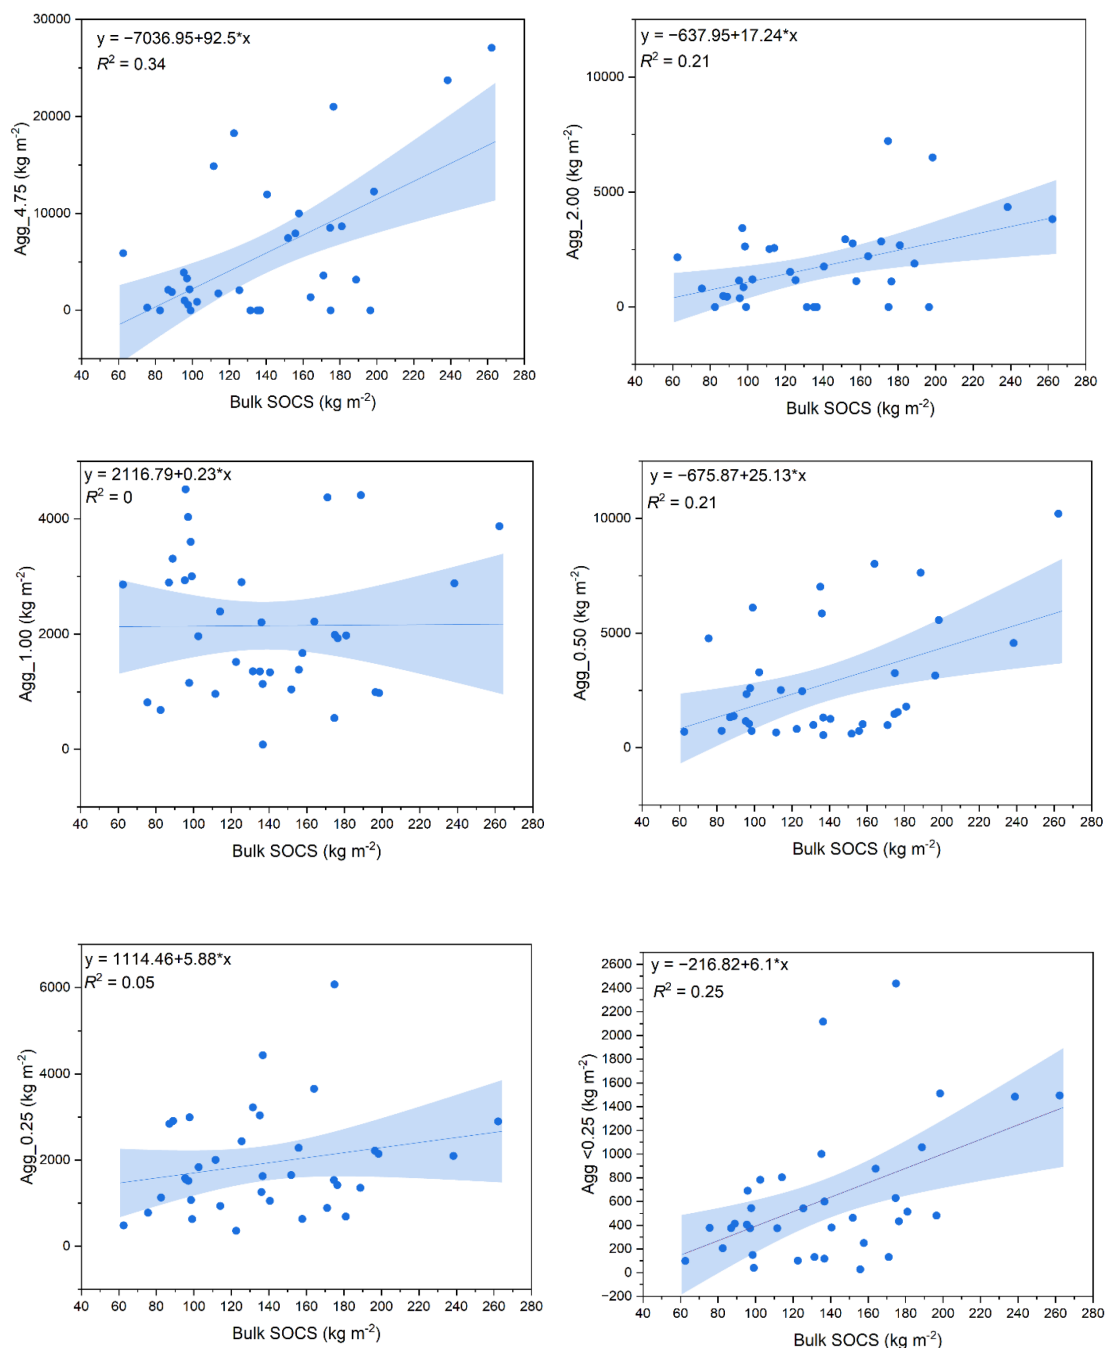 y = −7036.95+92.5*x
R² = 0.34
30000
20000
10000
0
Agg_4.75 (kg m⁻²)
40 60 80 100 120 140 160 180 200 220 240 260 280
Bulk SOCS (kg m⁻²)
y = −637.95+17.24*x
R² = 0.21
10000
5000
0
Agg_2.00 (kg m⁻²)
40 60 80 100 120 140 160 180 200 220 240 260 280
Bulk SOCS (kg m⁻²)
y = 2116.79+0.23*x
R² = 0
4000
2000
0
Agg_1.00 (kg m⁻²)
40 60 80 100 120 140 160 180 200 220 240 260 280
Bulk SOCS (kg m⁻²)
y = −675.87+25.13*x
R² = 0.21
10000
5000
0
Agg_0.50 (kg m⁻²)
40 60 80 100 120 140 160 180 200 220 240 260 280
Bulk SOCS (kg m⁻²)
y = 1114.46+5.88*x
R² = 0.05
6000
4000
2000
0
Agg_0.25 (kg m⁻²)
40 60 80 100 120 140 160 180 200 220 240 260 280
Bulk SOCS (kg m⁻²)
y = −216.82+6.1*x
R² = 0.25
2600
2400
2200
2000
1800
1600
1400
1200
1000
800
600
400
200
0
−200
Agg <0.25 (kg m⁻²)
40 60 80 100 120 140 160 180 200 220 240 260 280
Bulk SOCS (kg m⁻²)